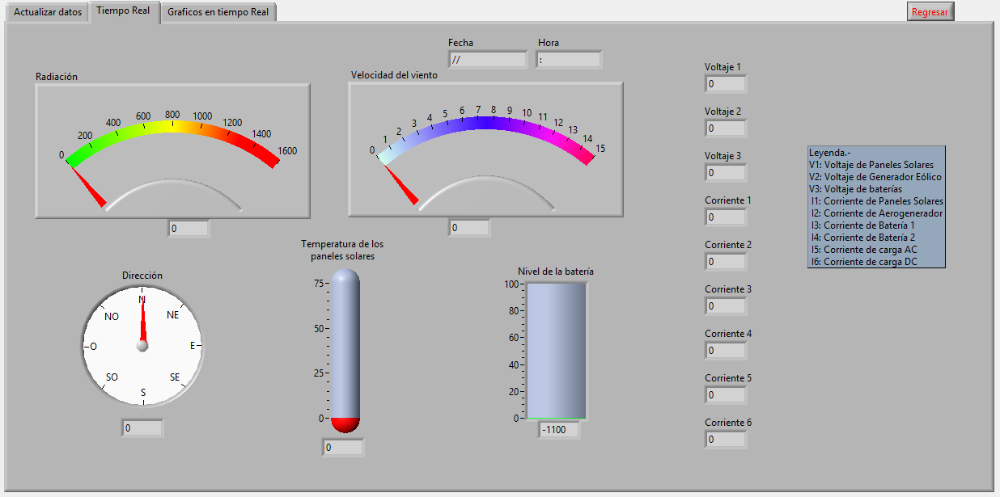 Actualizar datos
Tiempo Real
Graficos en tiempo Real
Regresar
Fecha
//
Hora
:
Radiación
0
200
400
600
800
1000
1200
1400
1600
0
Velocidad del viento
0
1
2
3
4
5
6
7
8
9
10
11
12
13
14
15
0
Dirección
N
NE
E
SE
S
SO
O
NO
0
Temperatura de los
paneles solares
75
50
25
0
0
Nivel de la batería
100
80
60
40
20
0
-1100
Voltaje 1
0
Voltaje 2
0
Voltaje 3
0
Corriente 1
0
Corriente 2
0
Corriente 3
0
Corriente 4
0
Corriente 5
0
Corriente 6
0
Leyenda.-
V1: Voltaje de Paneles Solares
V2: Voltaje de Generador Eólico
V3: Voltaje de baterías
I1: Corriente de Paneles Solares
I2: Corriente de Aerogenerador
I3: Corriente de Batería 1
I4: Corriente de Batería 2
I5: Corriente de carga AC
I6: Corriente de carga DC